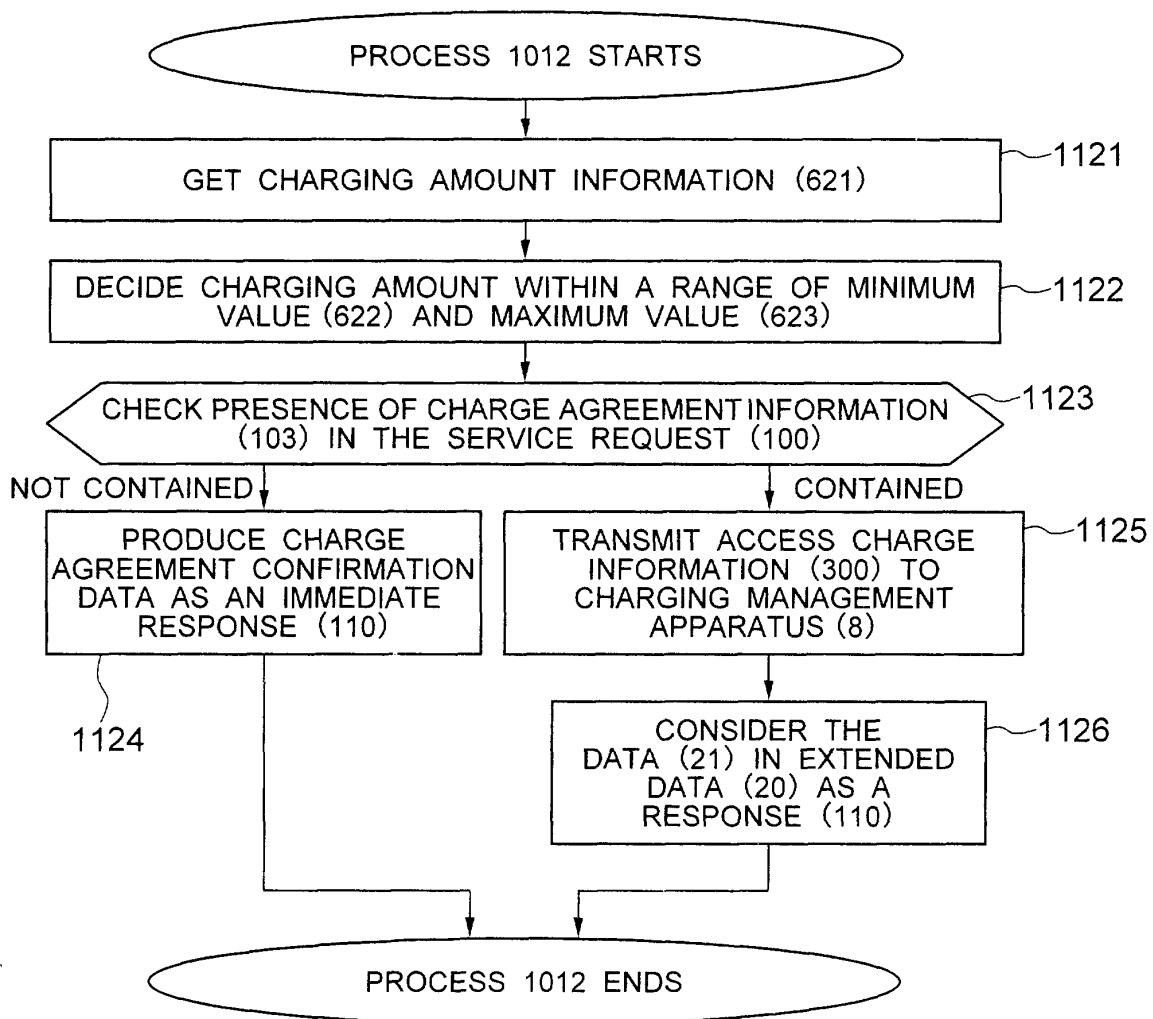 PROCESS 1012 STARTS
GET CHARGING AMOUNT INFORMATION (621)
1121
DECIDE CHARGING AMOUNT WITHIN A RANGE OF MINIMUM
VALUE (622) AND MAXIMUM VALUE (623)
1122
CHECK PRESENCE OF CHARGE AGREEMENT INFORMATION
(103) IN THE SERVICE REQUEST (100)
1123
NOT CONTAINED
CONTAINED
PRODUCE CHARGE
AGREEMENT CONFIRMATION
DATA AS AN IMMEDIATE
RESPONSE (110)
1124
TRANSMIT ACCESS CHARGE
INFORMATION (300) TO
CHARGING MANAGEMENT
APPARATUS (8)
1125
CONSIDER THE
DATA (21) IN EXTENDED
DATA (20) AS A
RESPONSE (110)
1126
PROCESS 1012 ENDS